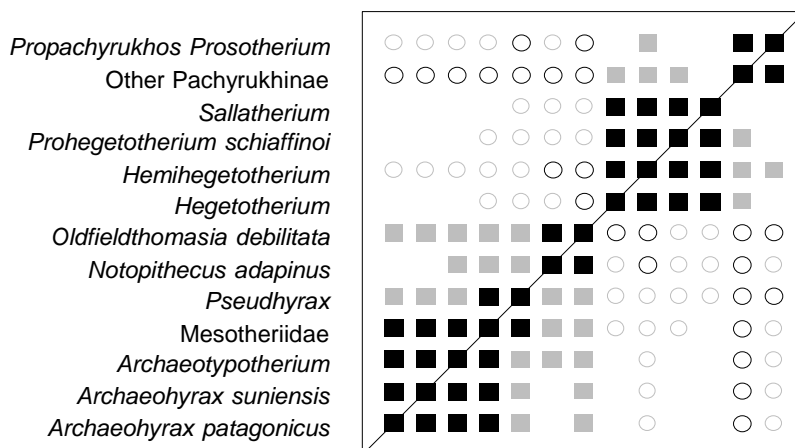 Propachyrukhos Prosotherium
Other Pachyrukhinae
Sallatherium
Prohegetotherium schiaffinoi
Hemihegetotherium
Hegetotherium
Oldfieldthomasia debilitata
Notopithecus adapinus
Pseudhyrax
Mesotheriidae
Archaeotypotherium
Archaeohyrax suniensis
Archaeohyrax patagonicus